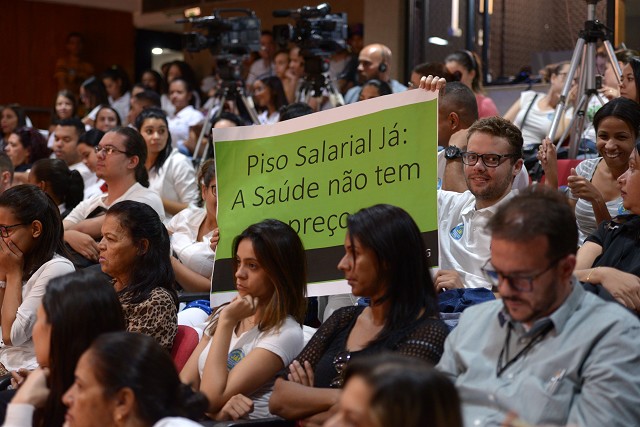 Piso Salarial Já:
A Saúde não tem
preço